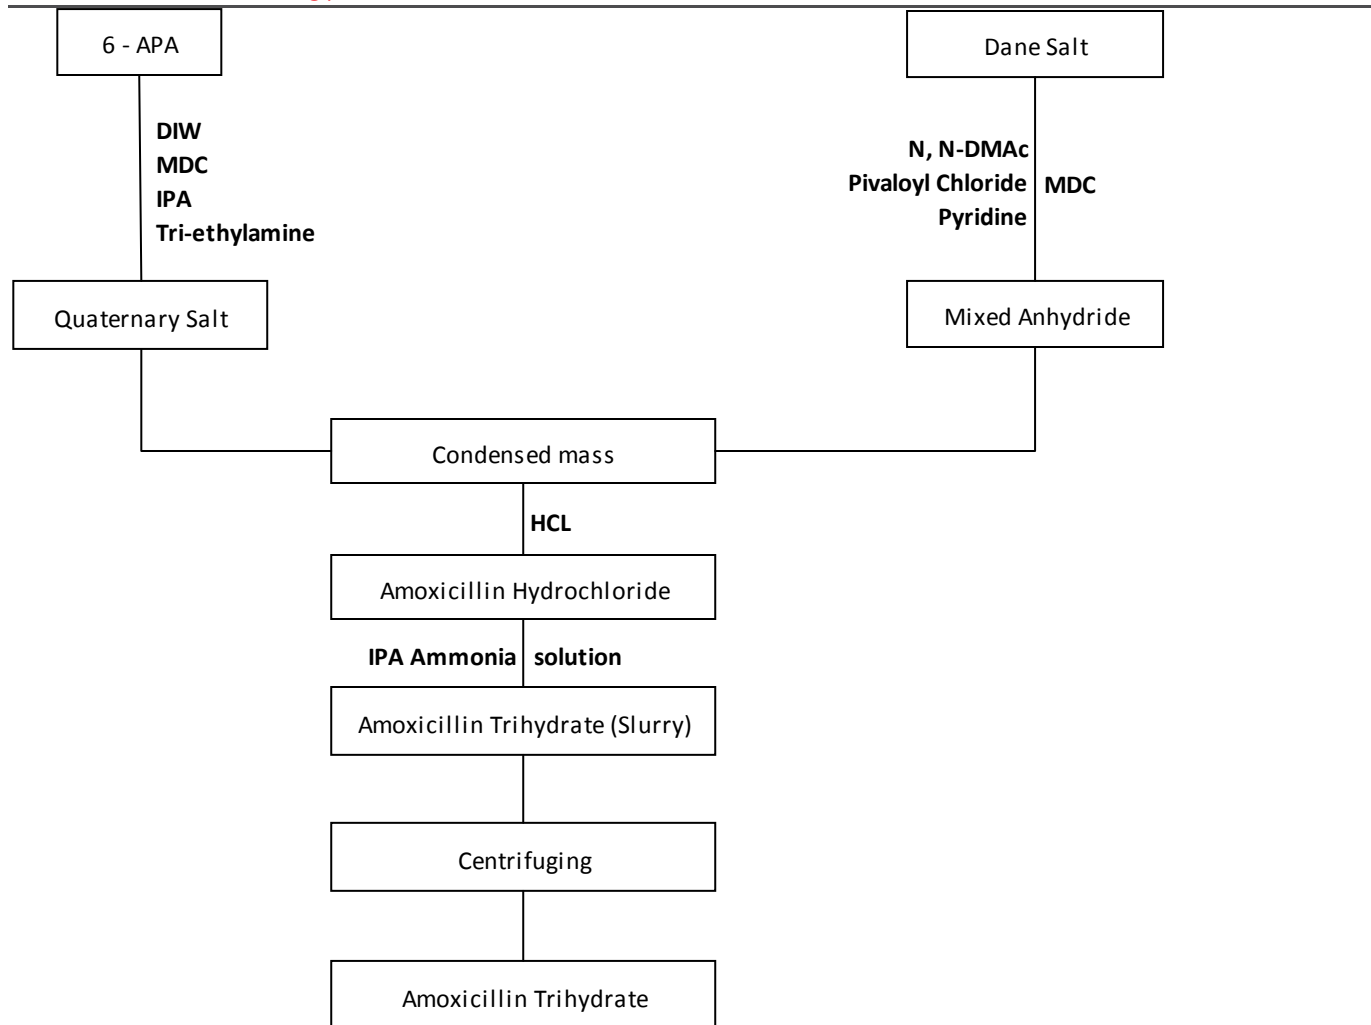 6 - APA
Dane Salt
DIW
MDC
IPA
Tri-ethylamine
N, N-DMAc
Pivaloyl Chloride MDC
Pyridine
Quaternary Salt
Mixed Anhydride
Condensed mass
HCL
Amoxicillin Hydrochloride
IPA Ammonia solution
Amoxicillin Trihydrate (Slurry)
Centrifuging
Amoxicillin Trihydrate